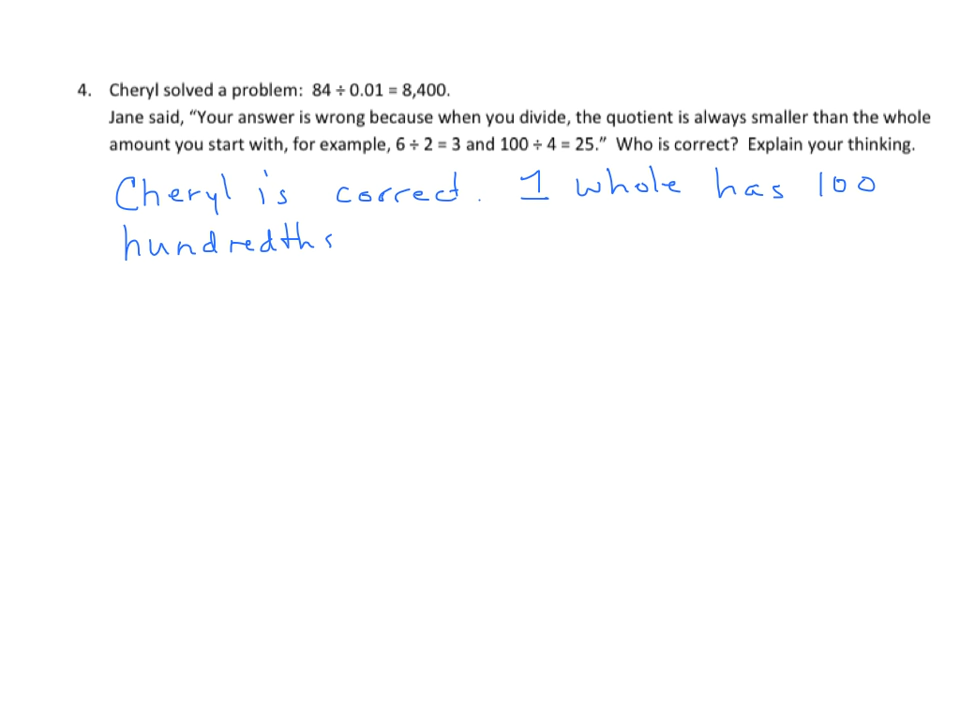 4. Cheryl solved a problem: 84 ÷ 0.01 = 8,400.
Jane said, “Your answer is wrong because when you divide, the quotient is always smaller than the whole
amount you start with, for example, 6 ÷ 2 = 3 and 100 ÷ 4 = 25.” Who is correct? Explain your thinking.
Cheryl is correct. 1 whole has 100
hundredths